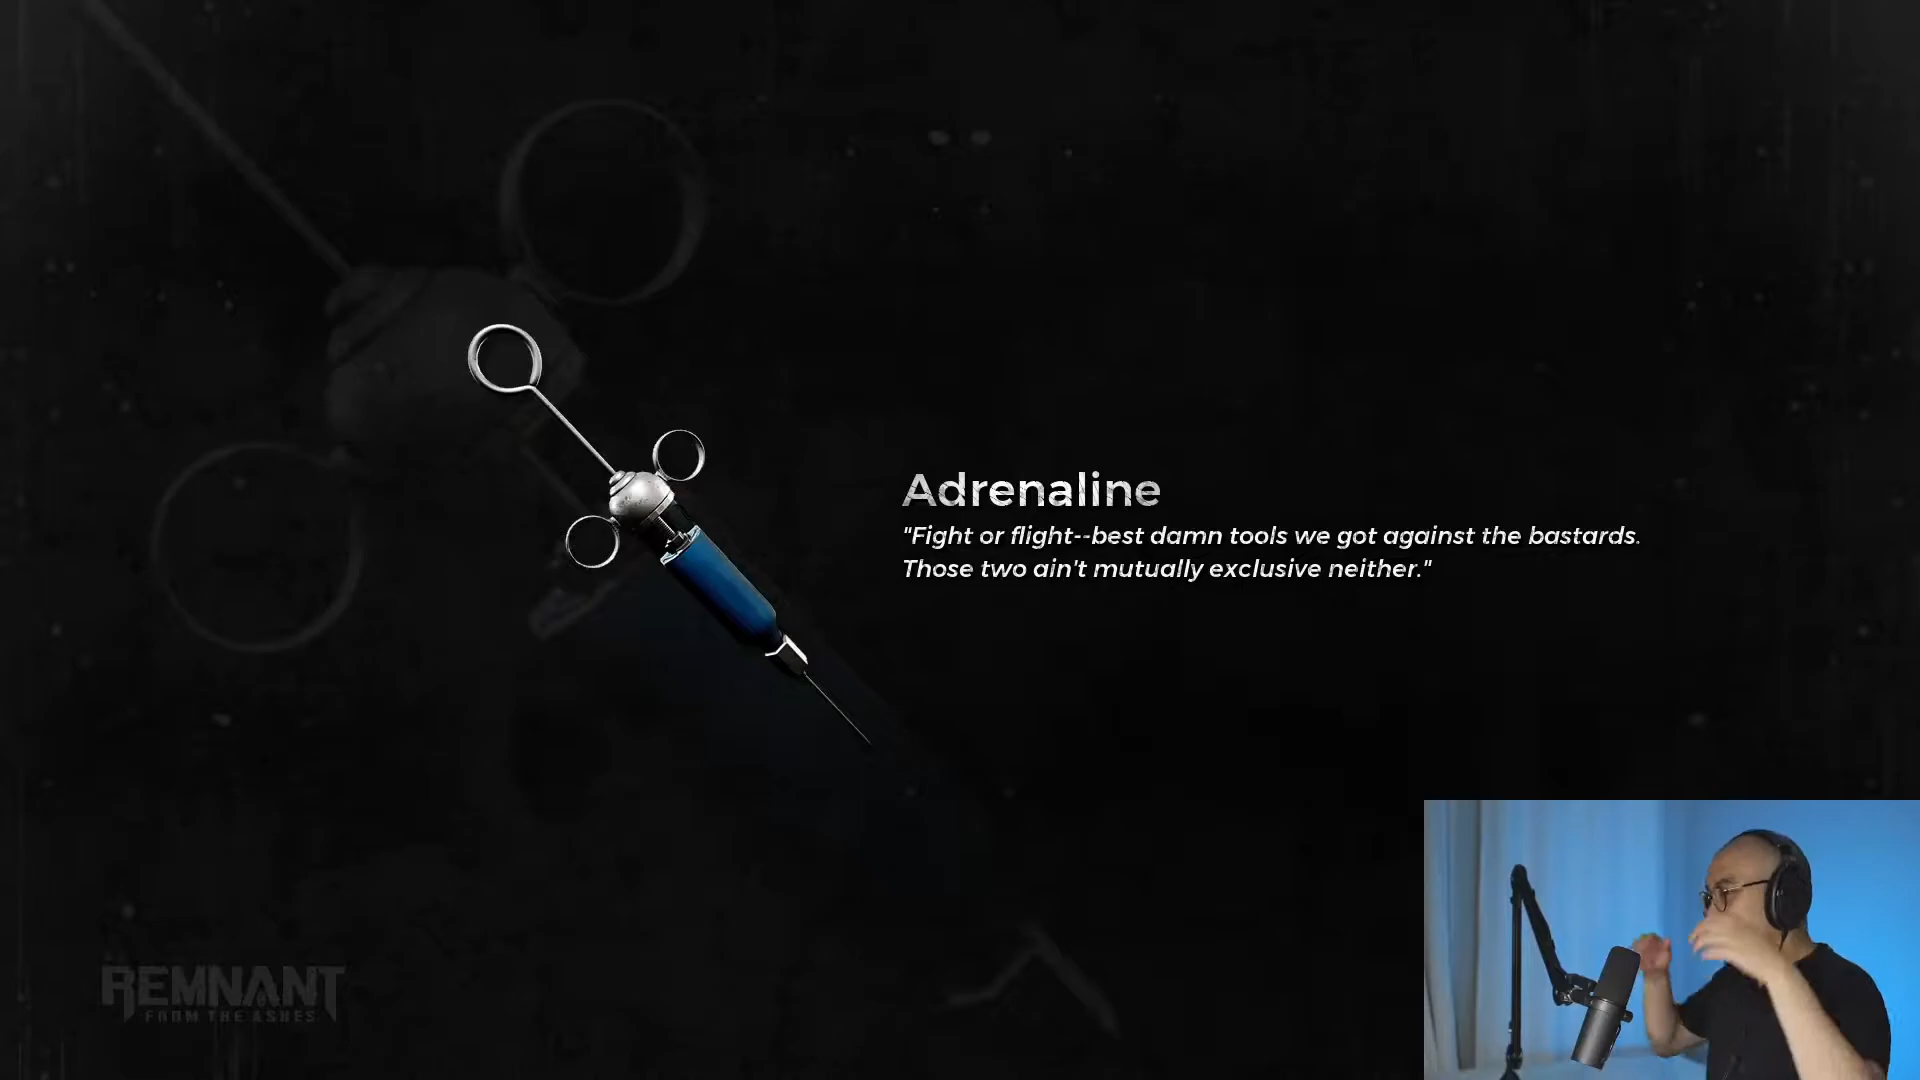 Adrenaline
"Fight or flight--best damn tools we got against the bastards.
Those two ain't mutually exclusive neither."
REMNANT
FROM THE ASHES